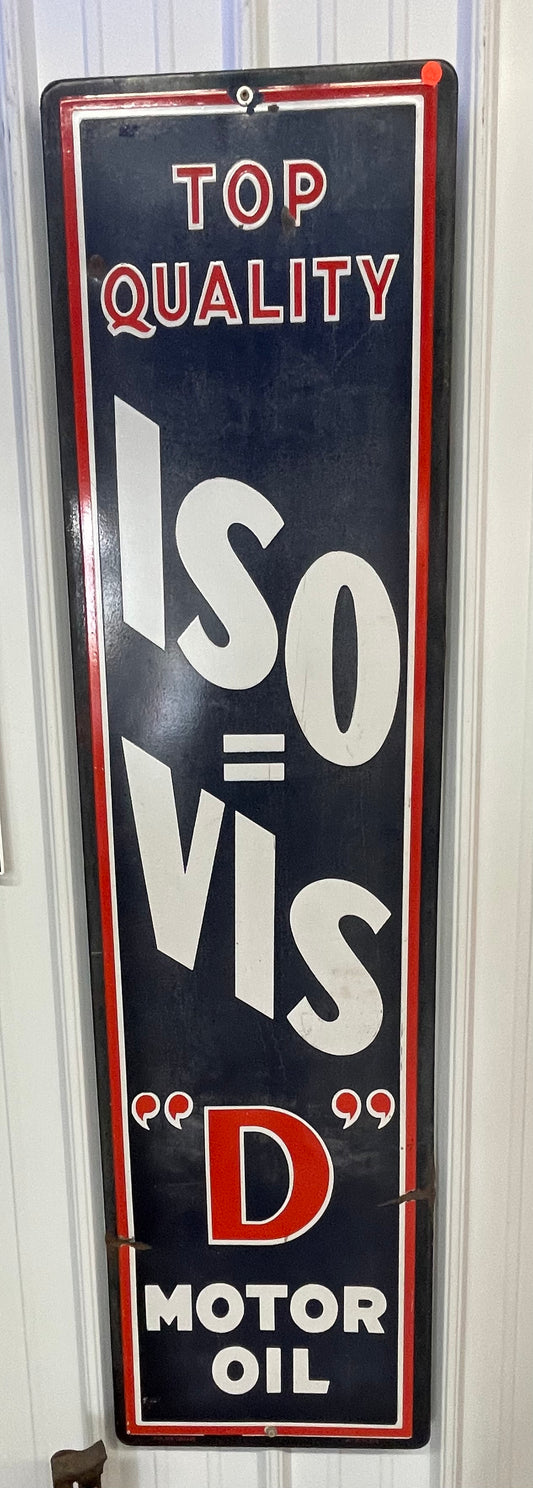 TOP
QUALITY
ISO
=
VIS
“D”
MOTOR
OIL